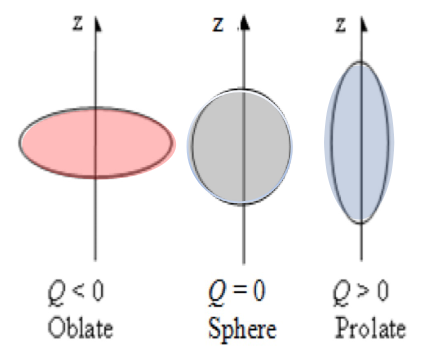 z z z
Q < 0 Q = 0 Q > 0
Oblate Sphere Prolate